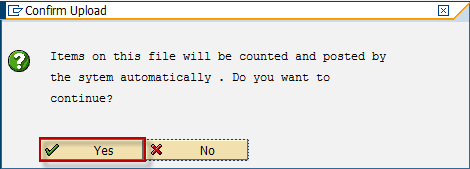 Confirm Upload
Items on this file will be counted and posted by
the sytem automatically . Do you want to
continue?
Yes No